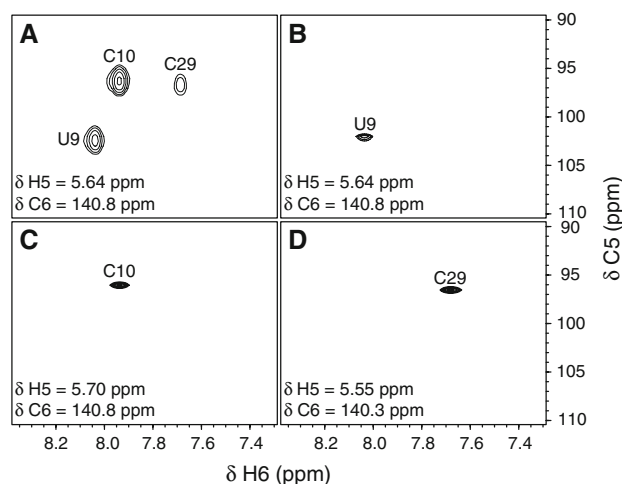 A
C10
C29
U9
δ H5 = 5.64 ppm
δ C6 = 140.8 ppm
B
U9
δ H5 = 5.64 ppm
δ C6 = 140.8 ppm
90
95
100
105
110
C
C10
δ H5 = 5.70 ppm
δ C6 = 140.8 ppm
D
C29
δ H5 = 5.55 ppm
δ C6 = 140.3 ppm
90
95
100
105
110
δ C5 (ppm)
8.2 8.0 7.8 7.6 7.4
8.2 8.0 7.8 7.6 7.4
δ H6 (ppm)